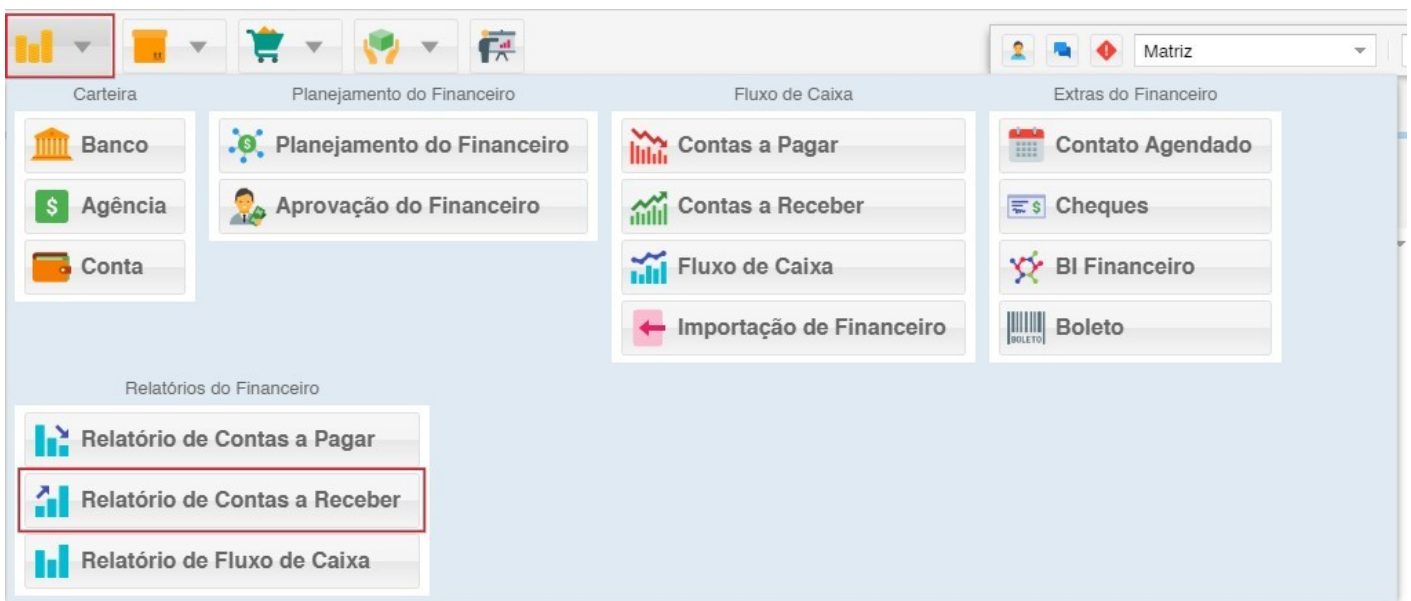 Matriz
Carteira
Banco
Agência
Conta
Planejamento do Financeiro
Planejamento do Financeiro
Aprovação do Financeiro
Fluxo de Caixa
Contas a Pagar
Contas a Receber
Fluxo de Caixa
Importação de Financeiro
Extras do Financeiro
Contato Agendado
Cheques
BI Financeiro
BOLETO
Boleto
Relatórios do Financeiro
Relatório de Contas a Pagar
Relatório de Contas a Receber
Relatório de Fluxo de Caixa